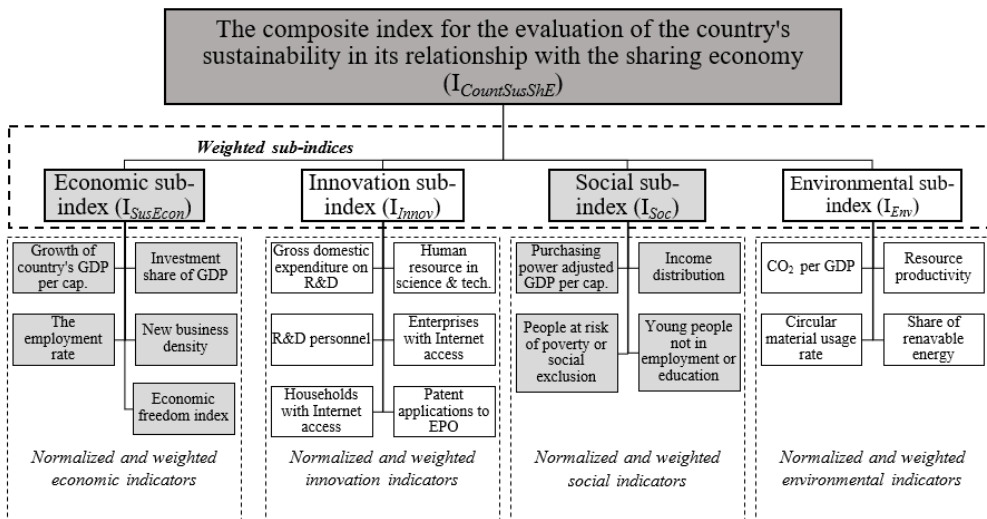 The composite index for the evaluation of the country's
sustainability in its relationship with the sharing economy
(I_CountSusShE)
Weighted sub-indices
Economic sub-
index (I_SusEcon)
Innovation sub-
index (I_Innov)
Social sub-
index (I_Soc)
Environmental sub-
index (I_Env)
Growth of
country's GDP
per cap.
Investment
share of GDP
The
employment
rate
New business
density
Economic
freedom index
Normalized and weighted
economic indicators
Gross domestic
expenditure on
R&D
Human
resource in
science & tech.
R&D personnel
Enterprises with Internet
access
Households
with Internet
access
Patent
applications to
EPO
Normalized and weighted
innovation indicators
Purchasing
power adjusted
GDP per cap.
Income
distribution
People at risk
of poverty or
social
exclusion
Young people
not in
employment or
education
Normalized and weighted
social indicators
CO₂ per GDP
Resource
productivity
Circular
material usage
rate
Share of
renavable
energy
Normalized and weighted
environmental indicators